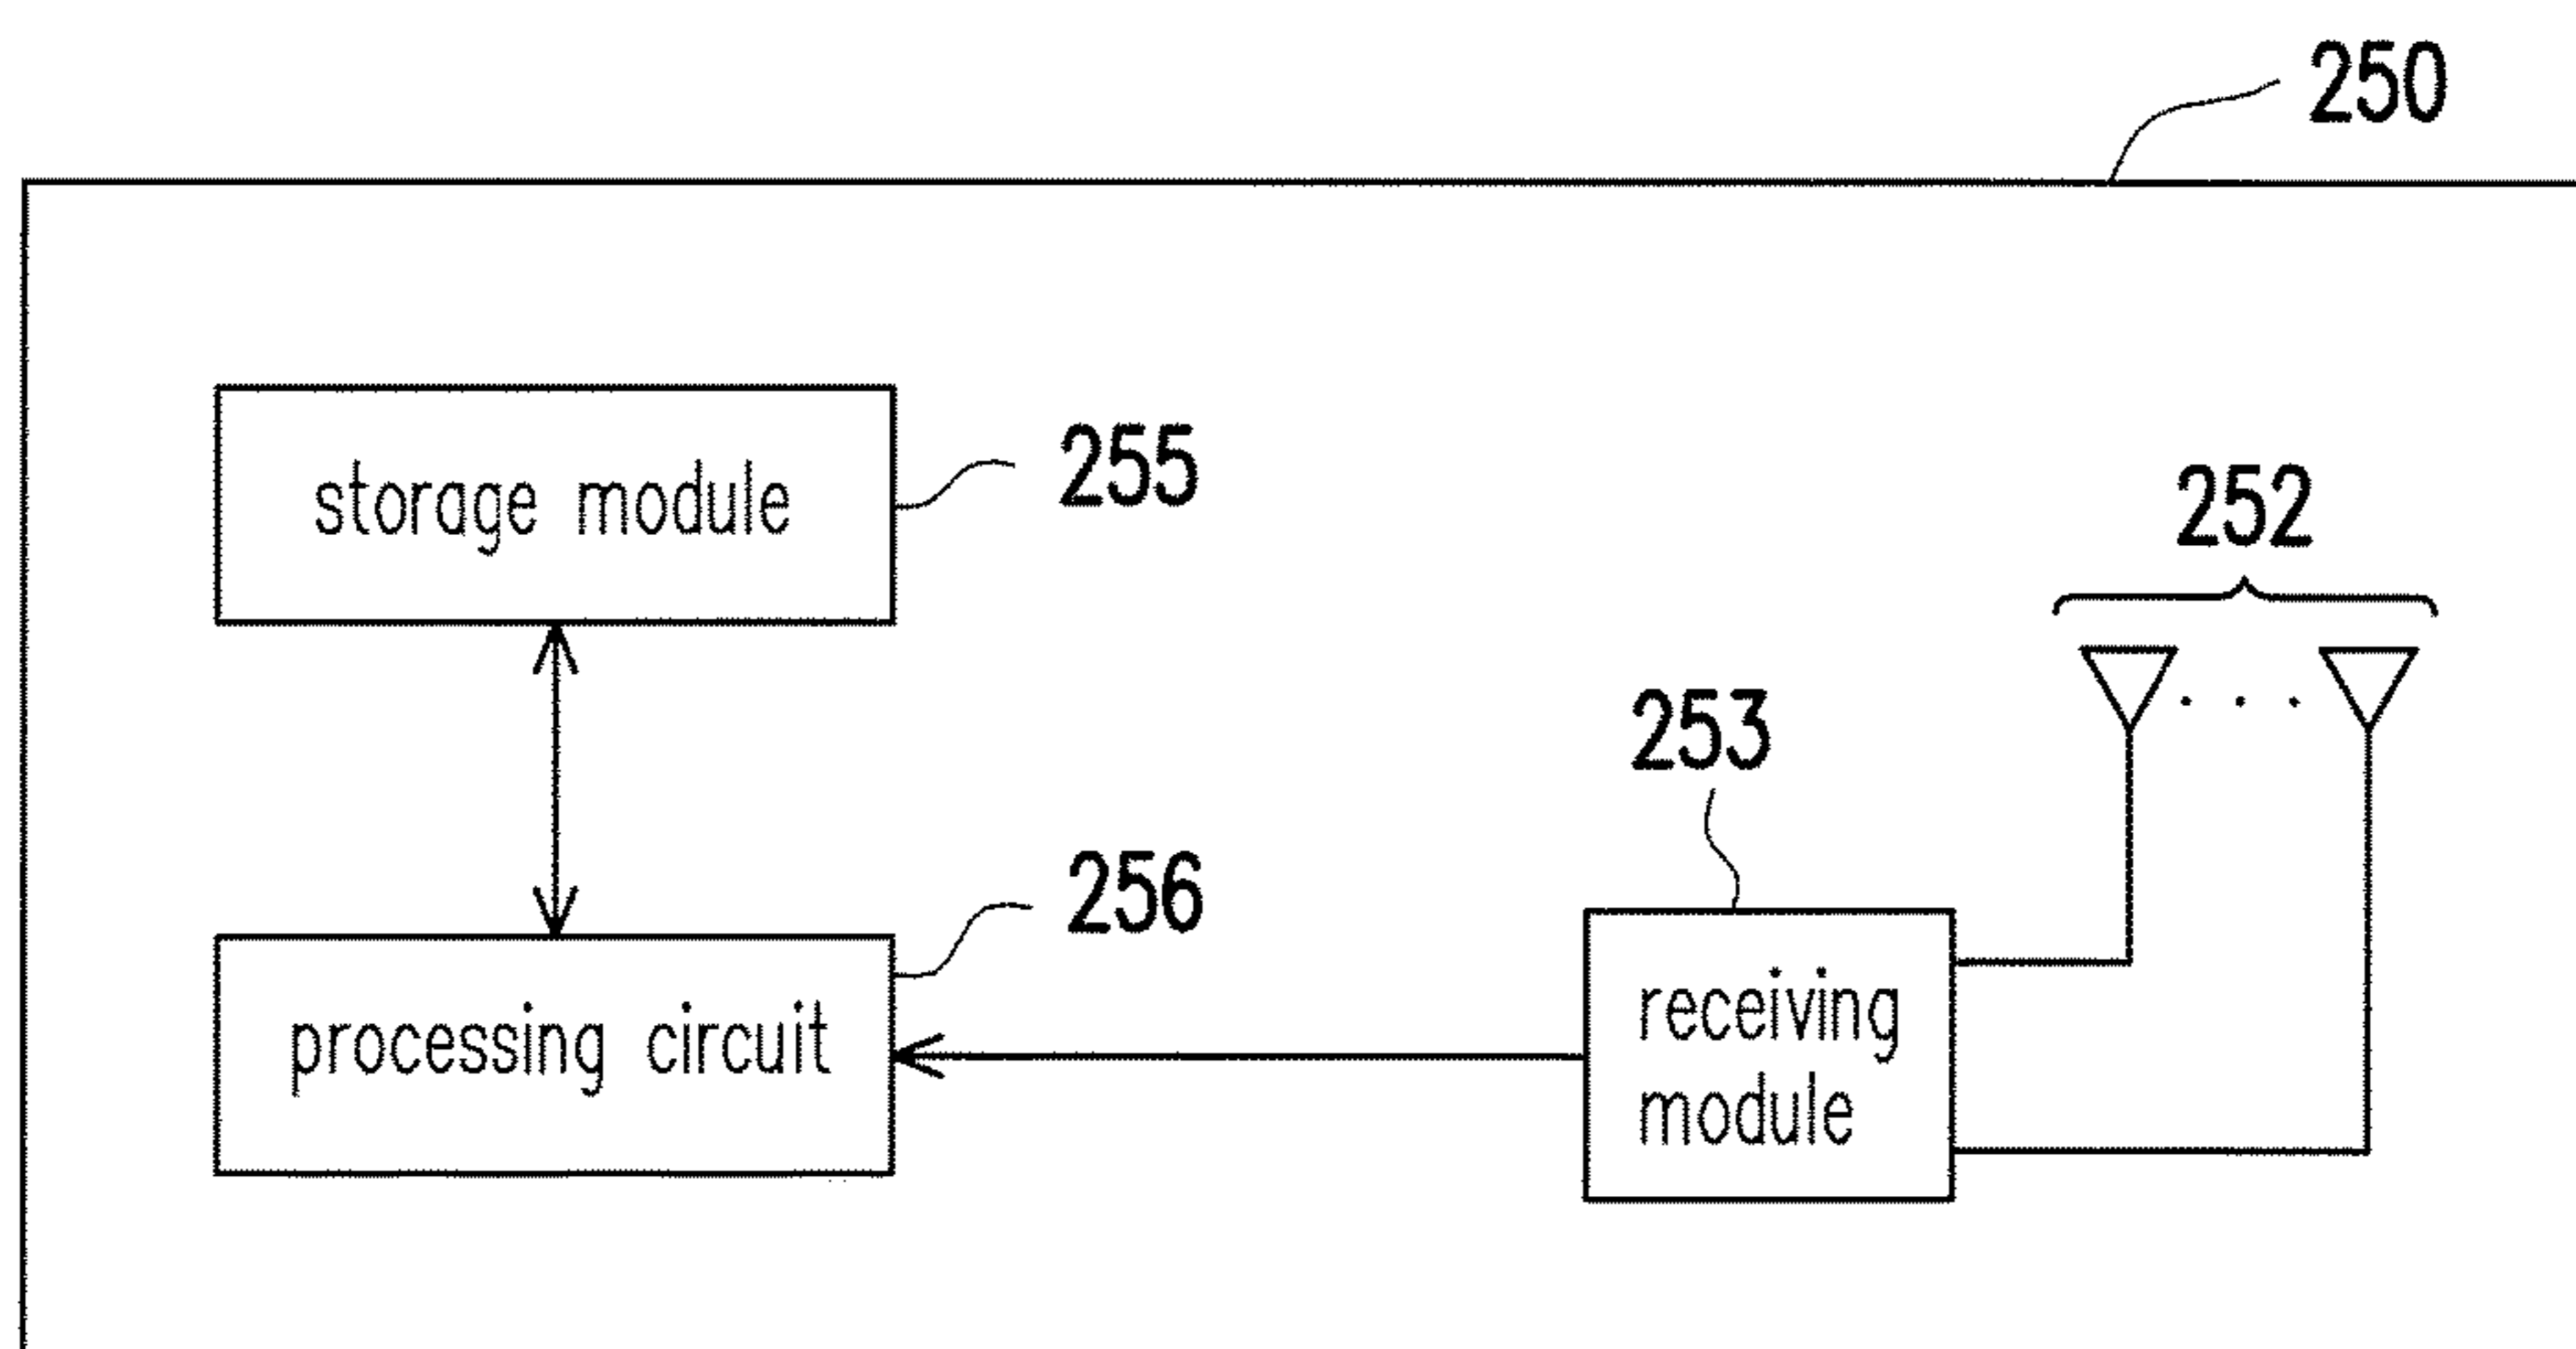 250
storage module
255
252
253
256
processing circuit
receiving
module